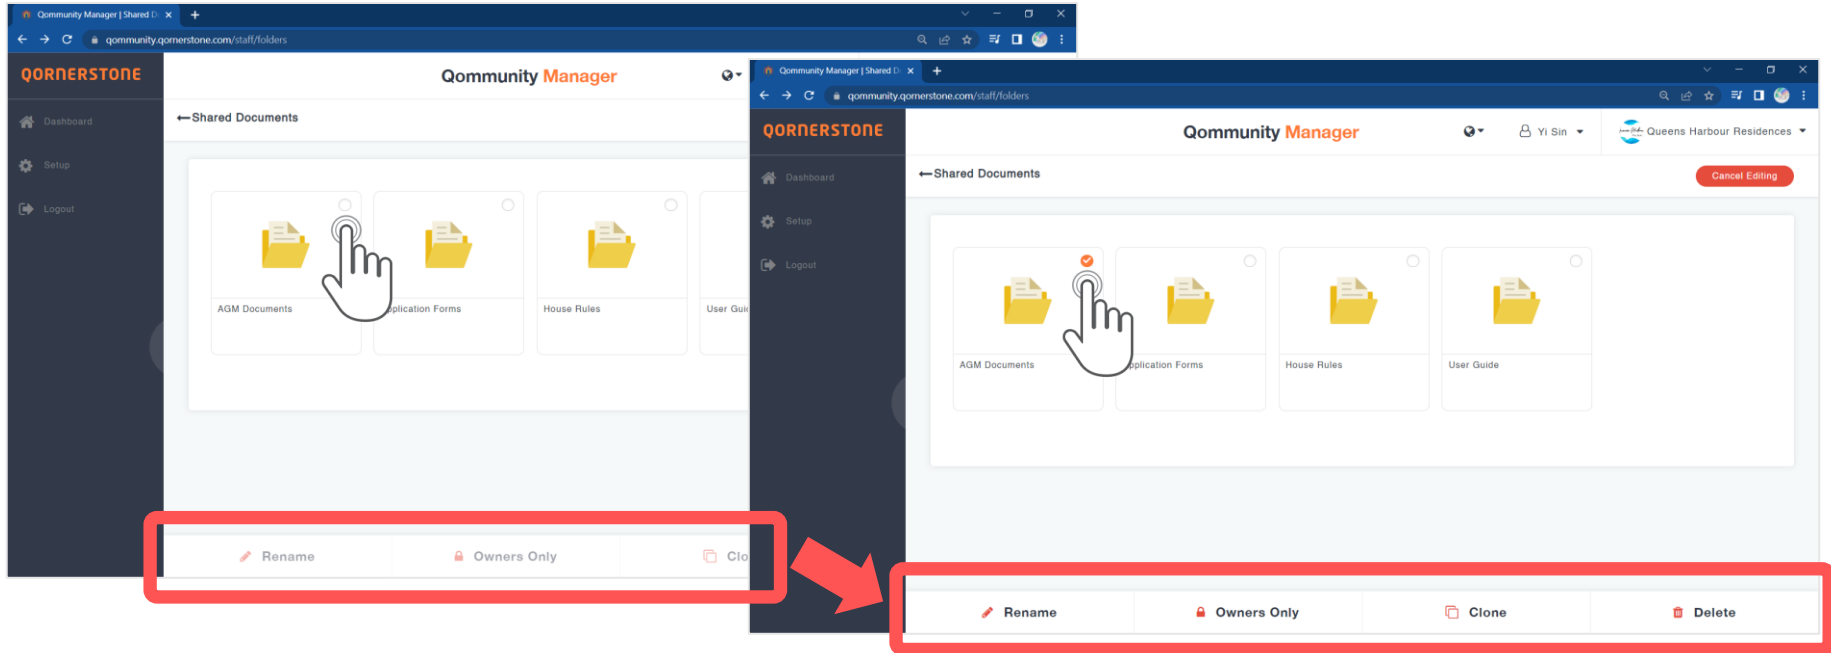 Qommunity Manager | Shared D
qommunity.qornerstone.com/staff/folders
QORNERSTONE
Qommunity Manager
Dashboard
Setup
Logout
←Shared Documents
AGM Documents
pplication Forms
House Rules
User Guid
Rename
Owners Only
Clo
Qommunity Manager | Shared D
qommunity.qornerstone.com/staff/folders
QORNERSTONE
Qommunity Manager
Yi Sin
Queens Harbour Residences
Dashboard
Setup
Logout
←Shared Documents
Cancel Editing
AGM Documents
pplication Forms
House Rules
User Guide
Rename
Owners Only
Clone
Delete